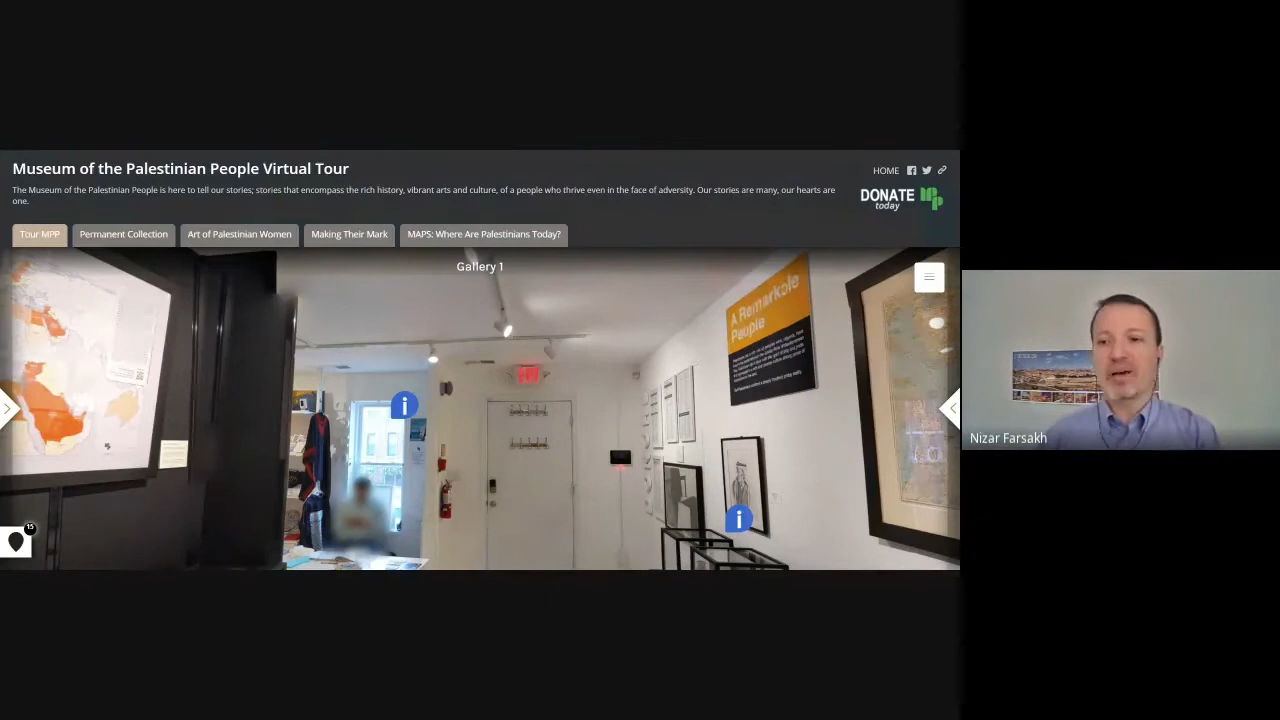 Museum of the Palestinian People Virtual Tour
The Museum of the Palestinian People is here to tell our stories; stories that encompass the rich history, vibrant arts and culture, of a people who thrive even in the face of adversity. Our stories are many, our hearts are
one.
HOME
DONATE
today
Tour MPP
Permanent Collection
Art of Palestinian Women
Making Their Mark
MAPS: Where Are Palestinians Today?
Gallery 1
A Remarkable
People
i
i
15
Nizar Farsakh